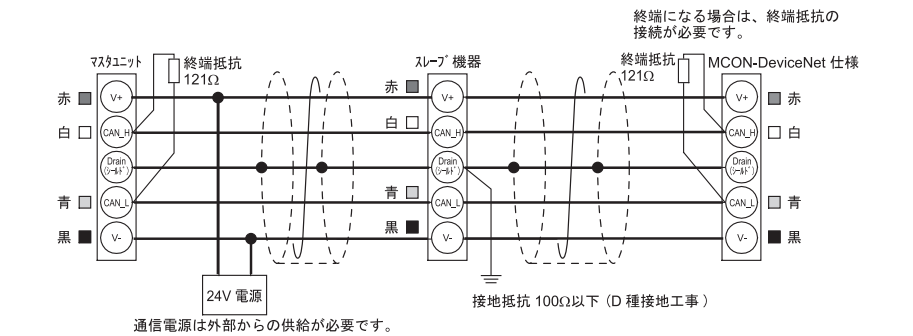 終端になる場合は、終端抵抗の
接続が必要です。
マスタユニット
終端抵抗
121Ω
スレーブ機器
終端抵抗
121Ω
MCON-DeviceNet 仕様
赤
V+
赤
V+
V+
赤
白
CAN_H
白
CAN_H
CAN_H
白
Drain
(シールド)
Drain
(シールド)
Drain
(シールド)
青
CAN_L
青
CAN_L
CAN_L
青
黒
V-
黒
V-
V-
黒
24V 電源
接地抵抗 100Ω以下 (D 種接地工事)
通信電源は外部からの供給が必要です。